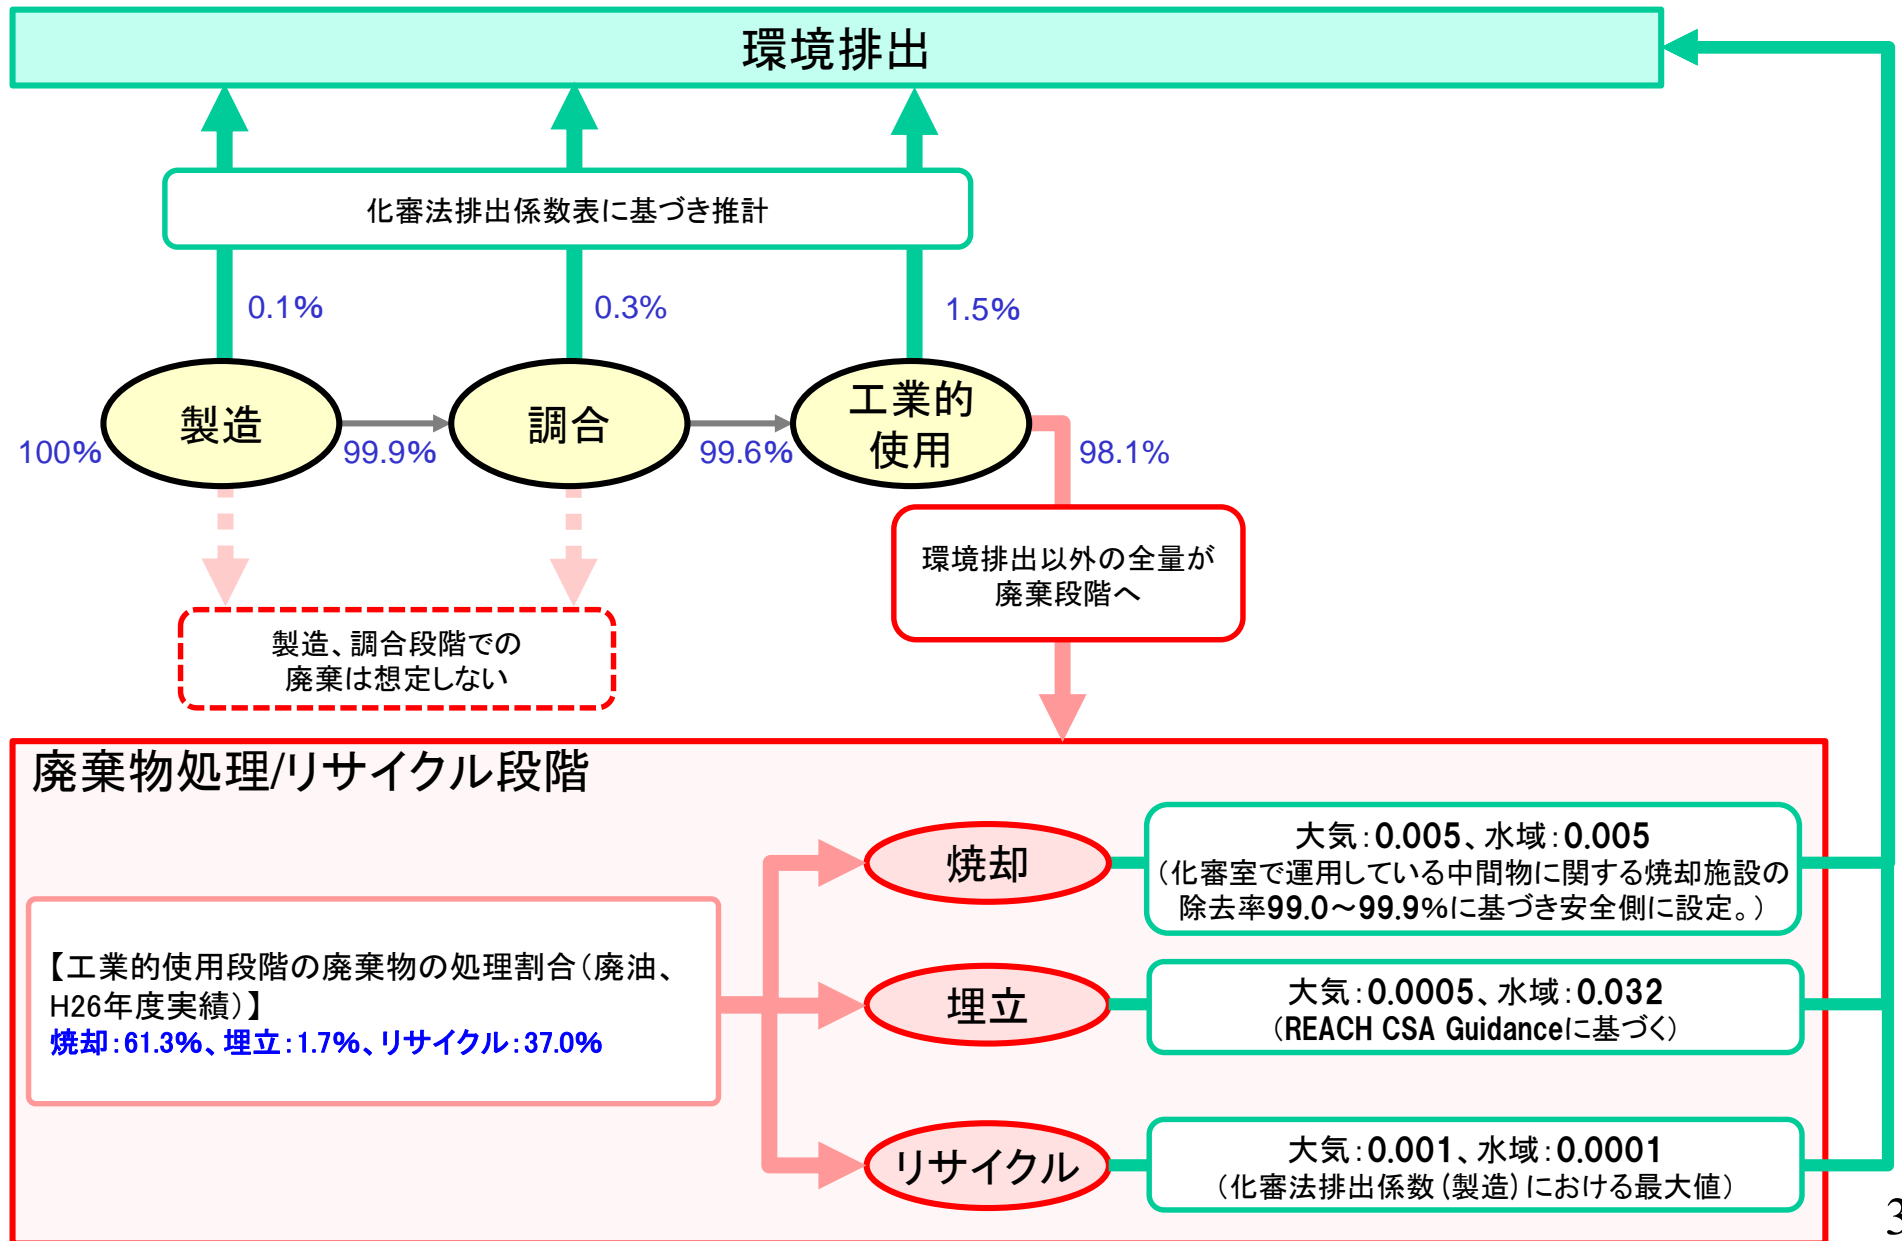 環境排出
化審法排出係数表に基づき推計
0.1%
0.3%
1.5%
製造
調合
工業的
使用
100%
99.9%
99.6%
98.1%
環境排出以外の全量が
廃棄段階へ
製造、調合段階での
廃棄は想定しない
廃棄物処理/リサイクル段階
【工業的使用段階の廃棄物の処理割合（廃油、
H26年度実績）】
焼却：61.3%、埋立：1.7%、リサイクル：37.0%
焼却
大気：0.005、水域：0.005
（化審室で運用している中間物に関する焼却施設の
除去率99.0～99.9%に基づき安全側に設定。）
埋立
大気：0.0005、水域：0.032
（REACH CSA Guidanceに基づく）
リサイクル
大気：0.001、水域：0.0001
（化審法排出係数（製造）における最大値）
3